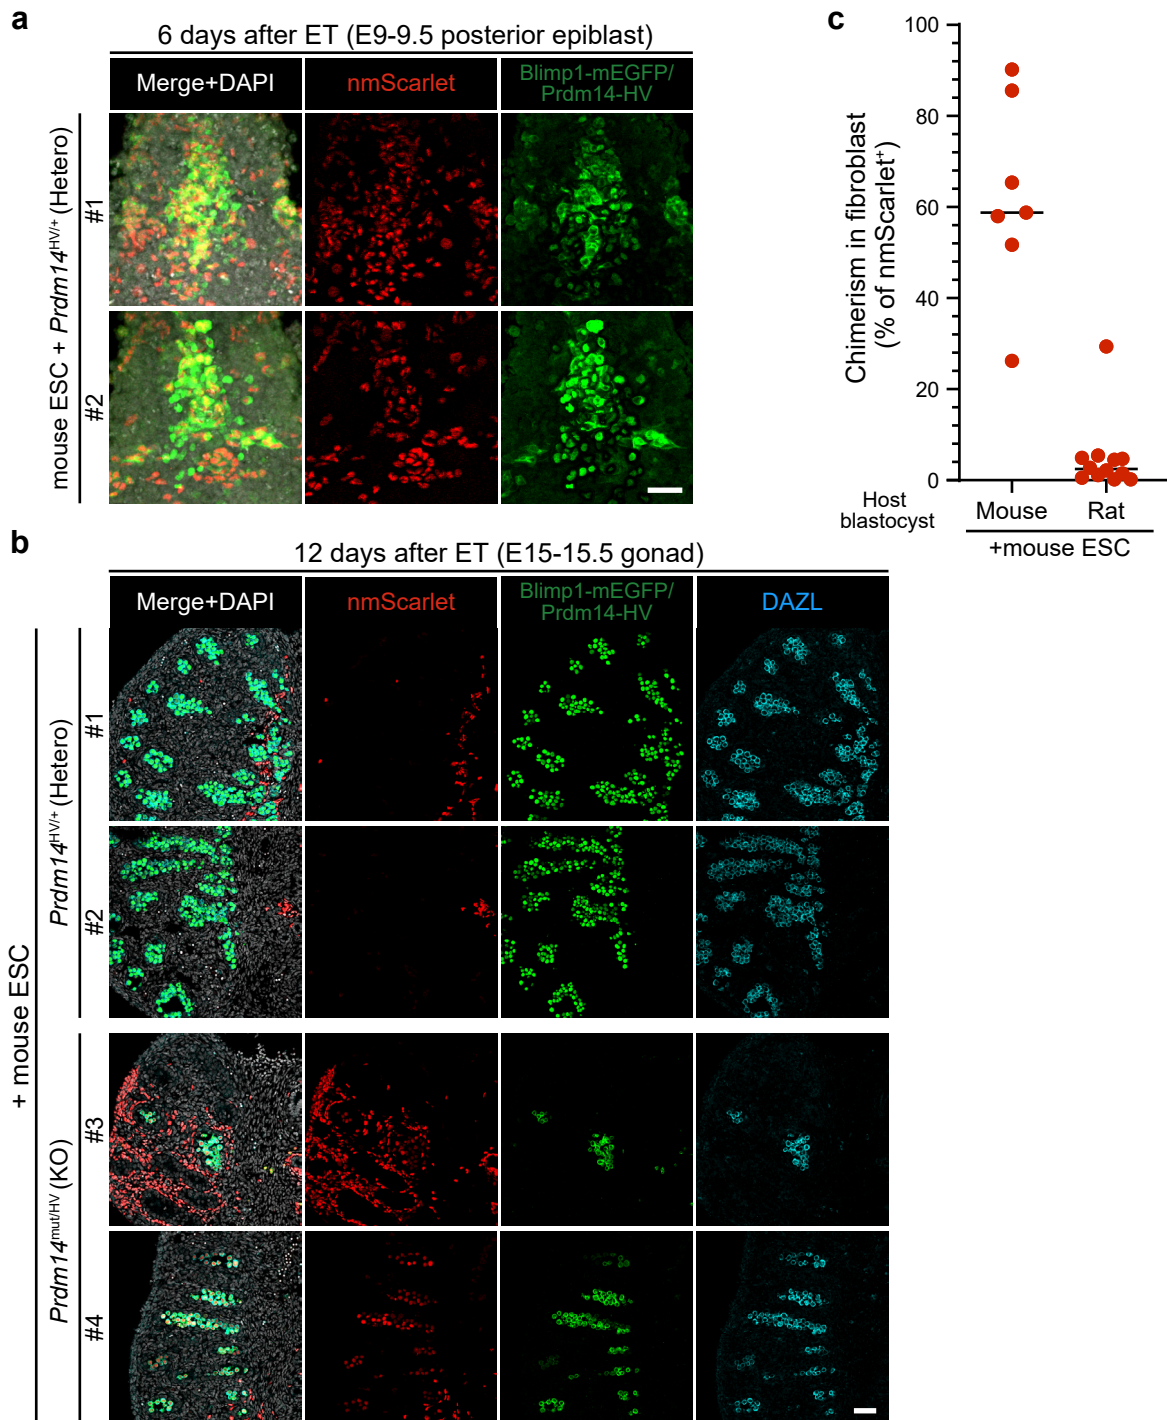 a
6 days after ET (E9-9.5 posterior epiblast)
Merge+DAPI
nmScarlet
Blimp1-mEGFP/
Prdm14-HV
mouse ESC + Prdm14HV/+ (Hetero)
#1
#2
b
12 days after ET (E15-15.5 gonad)
Merge+DAPI
nmScarlet
Blimp1-mEGFP/
Prdm14-HV
DAZL
+ mouse ESC
Prdm14HV/+ (Hetero)
#1
#2
Prdm14mut/HV (KO)
#3
#4
c
Chimerism in fibroblast
(% of nmScarlet+)
100
80
60
40
20
0
Host
blastocyst
Mouse
Rat
+mouse ESC